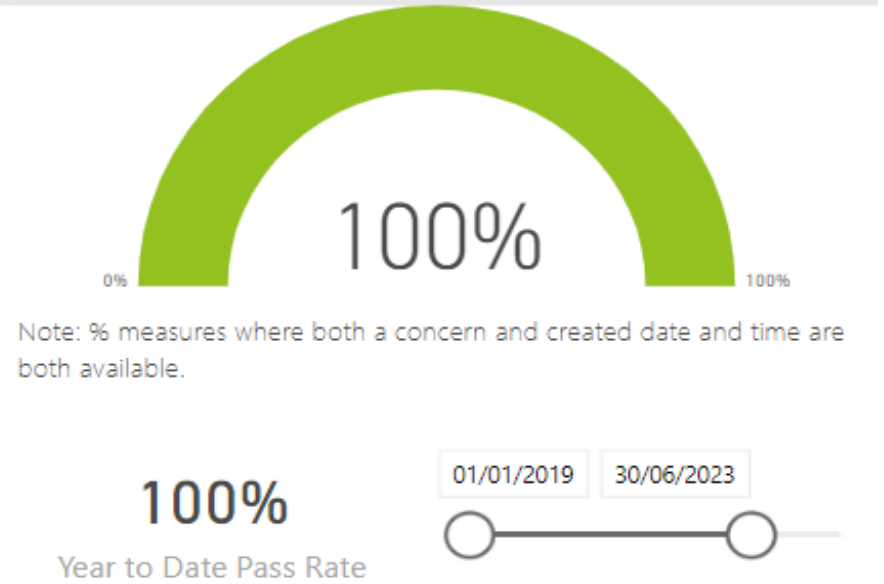 100%
0%
100%
Note: % measures where both a concern and created date and time are
both available.
01/01/2019 30/06/2023
100%
Year to Date Pass Rate